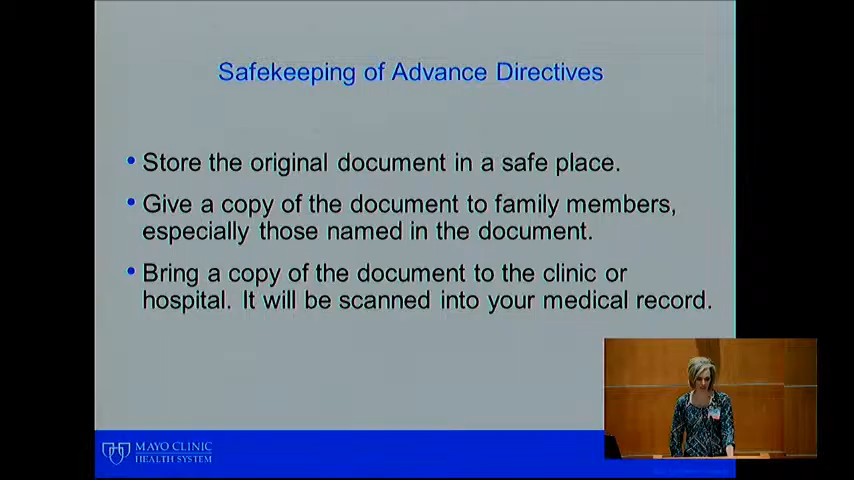 Safekeeping of Advance Directives
• Store the original document in a safe place.
• Give a copy of the document to family members,
especially those named in the document.
• Bring a copy of the document to the clinic or
hospital. It will be scanned into your medical record.
MAYO CLINIC
HEALTH SYSTEM